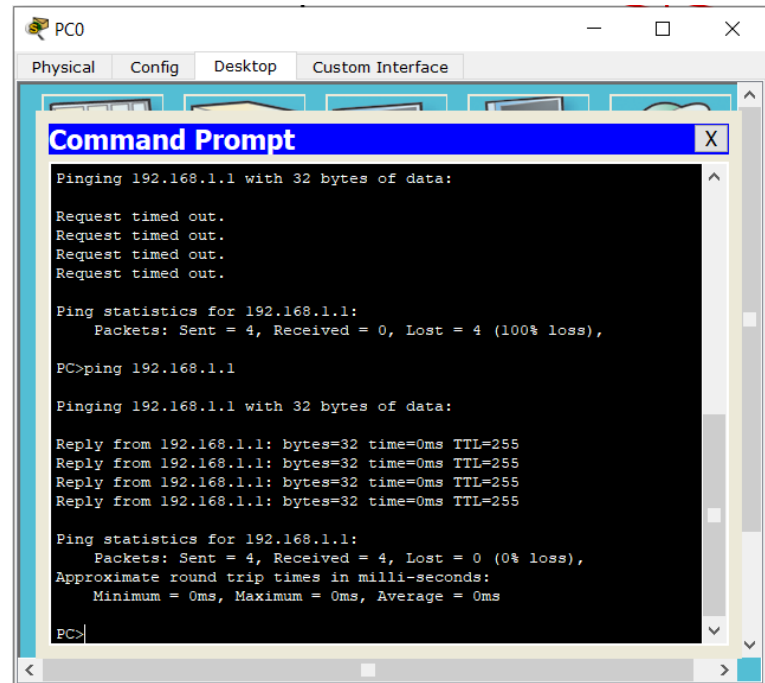 PC0
Physical Config Desktop Custom Interface
Command Prompt X
Pinging 192.168.1.1 with 32 bytes of data:
Request timed out.
Request timed out.
Request timed out.
Request timed out.
Ping statistics for 192.168.1.1:
Packets: Sent = 4, Received = 0, Lost = 4 (100% loss),
PC>ping 192.168.1.1
Pinging 192.168.1.1 with 32 bytes of data:
Reply from 192.168.1.1: bytes=32 time=0ms TTL=255
Reply from 192.168.1.1: bytes=32 time=0ms TTL=255
Reply from 192.168.1.1: bytes=32 time=0ms TTL=255
Reply from 192.168.1.1: bytes=32 time=0ms TTL=255
Ping statistics for 192.168.1.1:
Packets: Sent = 4, Received = 4, Lost = 0 (0% loss),
Approximate round trip times in milli-seconds:
Minimum = 0ms, Maximum = 0ms, Average = 0ms
PC>